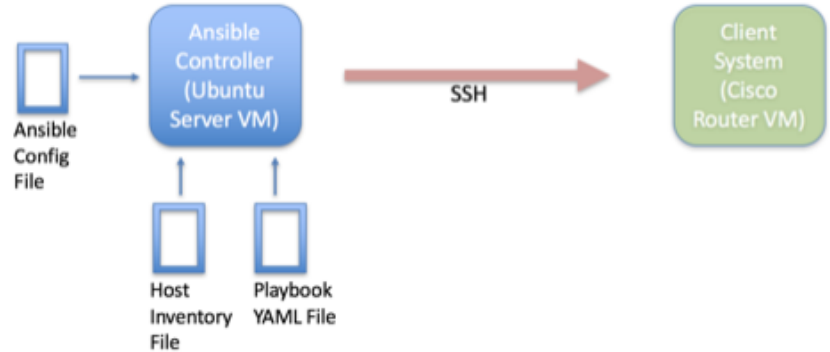 Ansible
Controller
(Ubuntu
Server VM)
SSH
Client
System
(Cisco
Router VM)
Ansible
Config
File
Host
Inventory
File
Playbook
YAML File